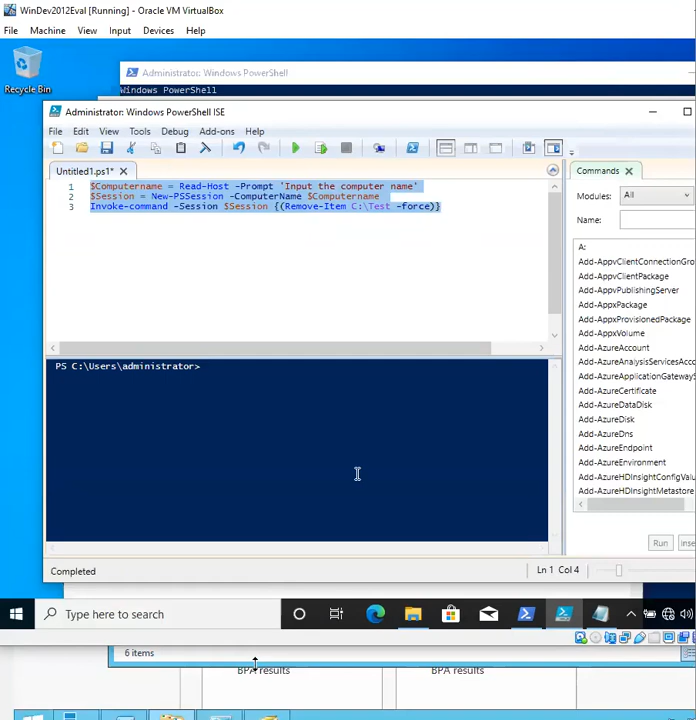 WinDev2012Eval [Running] - Oracle VM VirtualBox
File Machine View Input Devices Help
Recycle Bin
Administrator: Windows PowerShell
Windows PowerShell
Administrator: Windows PowerShell ISE
File Edit View Tools Debug Add-ons Help
Untitled1.ps1*
1 $Computername = Read-Host -Prompt 'Input the computer name'
2 $Session = New-PSSession -ComputerName $Computername
3 Invoke-command -Session $Session {(Remove-Item C:\Test -force)}
Commands
Modules: All
Name:
A:
Add-AppvClientConnectionGro
Add-AppvClientPackage
Add-AppvPublishingServer
Add-AppxPackage
Add-AppxProvisionedPackage
Add-AppxVolume
Add-AzureAccount
Add-AzureAnalysisServicesAcco
Add-AzureApplicationGatewayS
Add-AzureCertificate
Add-AzureDataDisk
Add-AzureDisk
Add-AzureDns
Add-AzureEndpoint
Add-AzureEnvironment
Add-AzureHDInsightConfigValu
Add-AzureHDInsightMetastore
PS C:\Users\administrator>
Run Inse
Completed
Ln 1 Col 4
Type here to search
6 items
BPA results
BPA results